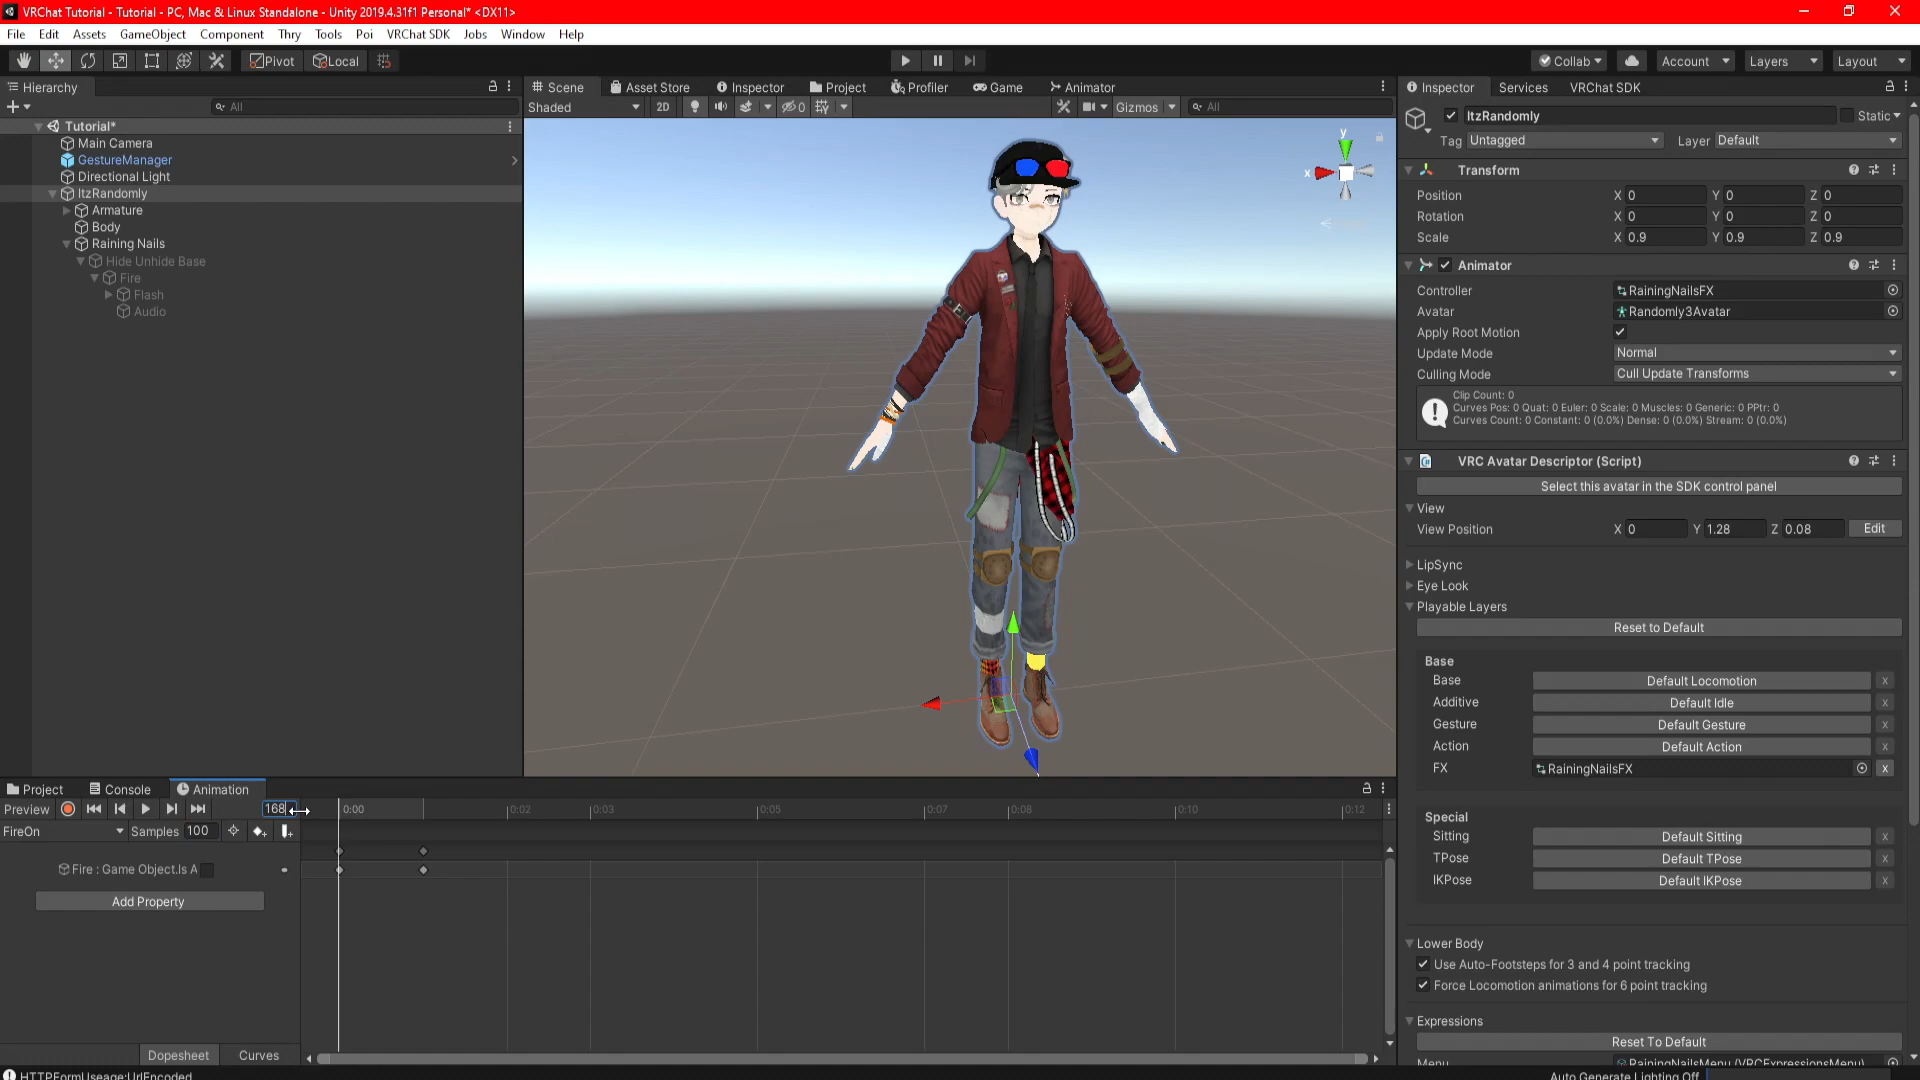 VRChat Tutorial - Tutorial - PC, Mac & Linux Standalone - Unity 2019.4.31f1 Personal* <DX11>
File Edit Assets GameObject Component Thry Tools Poi VRChat SDK Jobs Window Help
Pivot Local Collab Account Layers Layout
Hierarchy
All
Tutorial*
Main Camera
GestureManager
Directional Light
ItzRandomly
Armature
Body
Raining Nails
Hide Unhide Base
Fire
Flash
Audio
Scene Asset Store Inspector Project Profiler Game Animator
Shaded 2D 0 Gizmos All
y
x
Inspector Services VRChat SDK
ItzRandomly Static
Tag Untagged Layer Default
Transform
Position X 0 Y 0 Z 0
Rotation X 0 Y 0 Z 0
Scale X 0.9 Y 0.9 Z 0.9
Animator
Controller RainingNailsFX
Avatar Randomly3Avatar
Apply Root Motion
Update Mode Normal
Culling Mode Cull Update Transforms
Clip Count: 0
Curves Pos: 0 Quat: 0 Euler: 0 Scale: 0 Muscles: 0 Generic: 0 PPtr: 0
Curves Count: 0 Constant: 0 (0.0%) Dense: 0 (0.0%) Stream: 0 (0.0%)
VRC Avatar Descriptor (Script)
Select this avatar in the SDK control panel
View
View Position X 0 Y 1.28 Z 0.08 Edit
LipSync
Eye Look
Playable Layers
Reset to Default
Base
Base Default Locomotion x
Additive Default Idle x
Gesture Default Gesture x
Action Default Action x
FX RainingNailsFX x
Special
Sitting Default Sitting x
TPose Default TPose x
IKPose Default IKPose x
Lower Body
Use Auto-Footsteps for 3 and 4 point tracking
Force Locomotion animations for 6 point tracking
Expressions
Reset To Default
Menu RainingNailsMenu (VRCExpressionsMenu)
Project Console Animation
Preview 168 0:00 0:02 0:03 0:05 0:07 0:08 0:10 0:12
FireOn Samples 100
Fire : Game Object.Is A
Add Property
Dopesheet Curves
HTTPFormUseage:UrlEncoded
Auto Generate Lighting Off